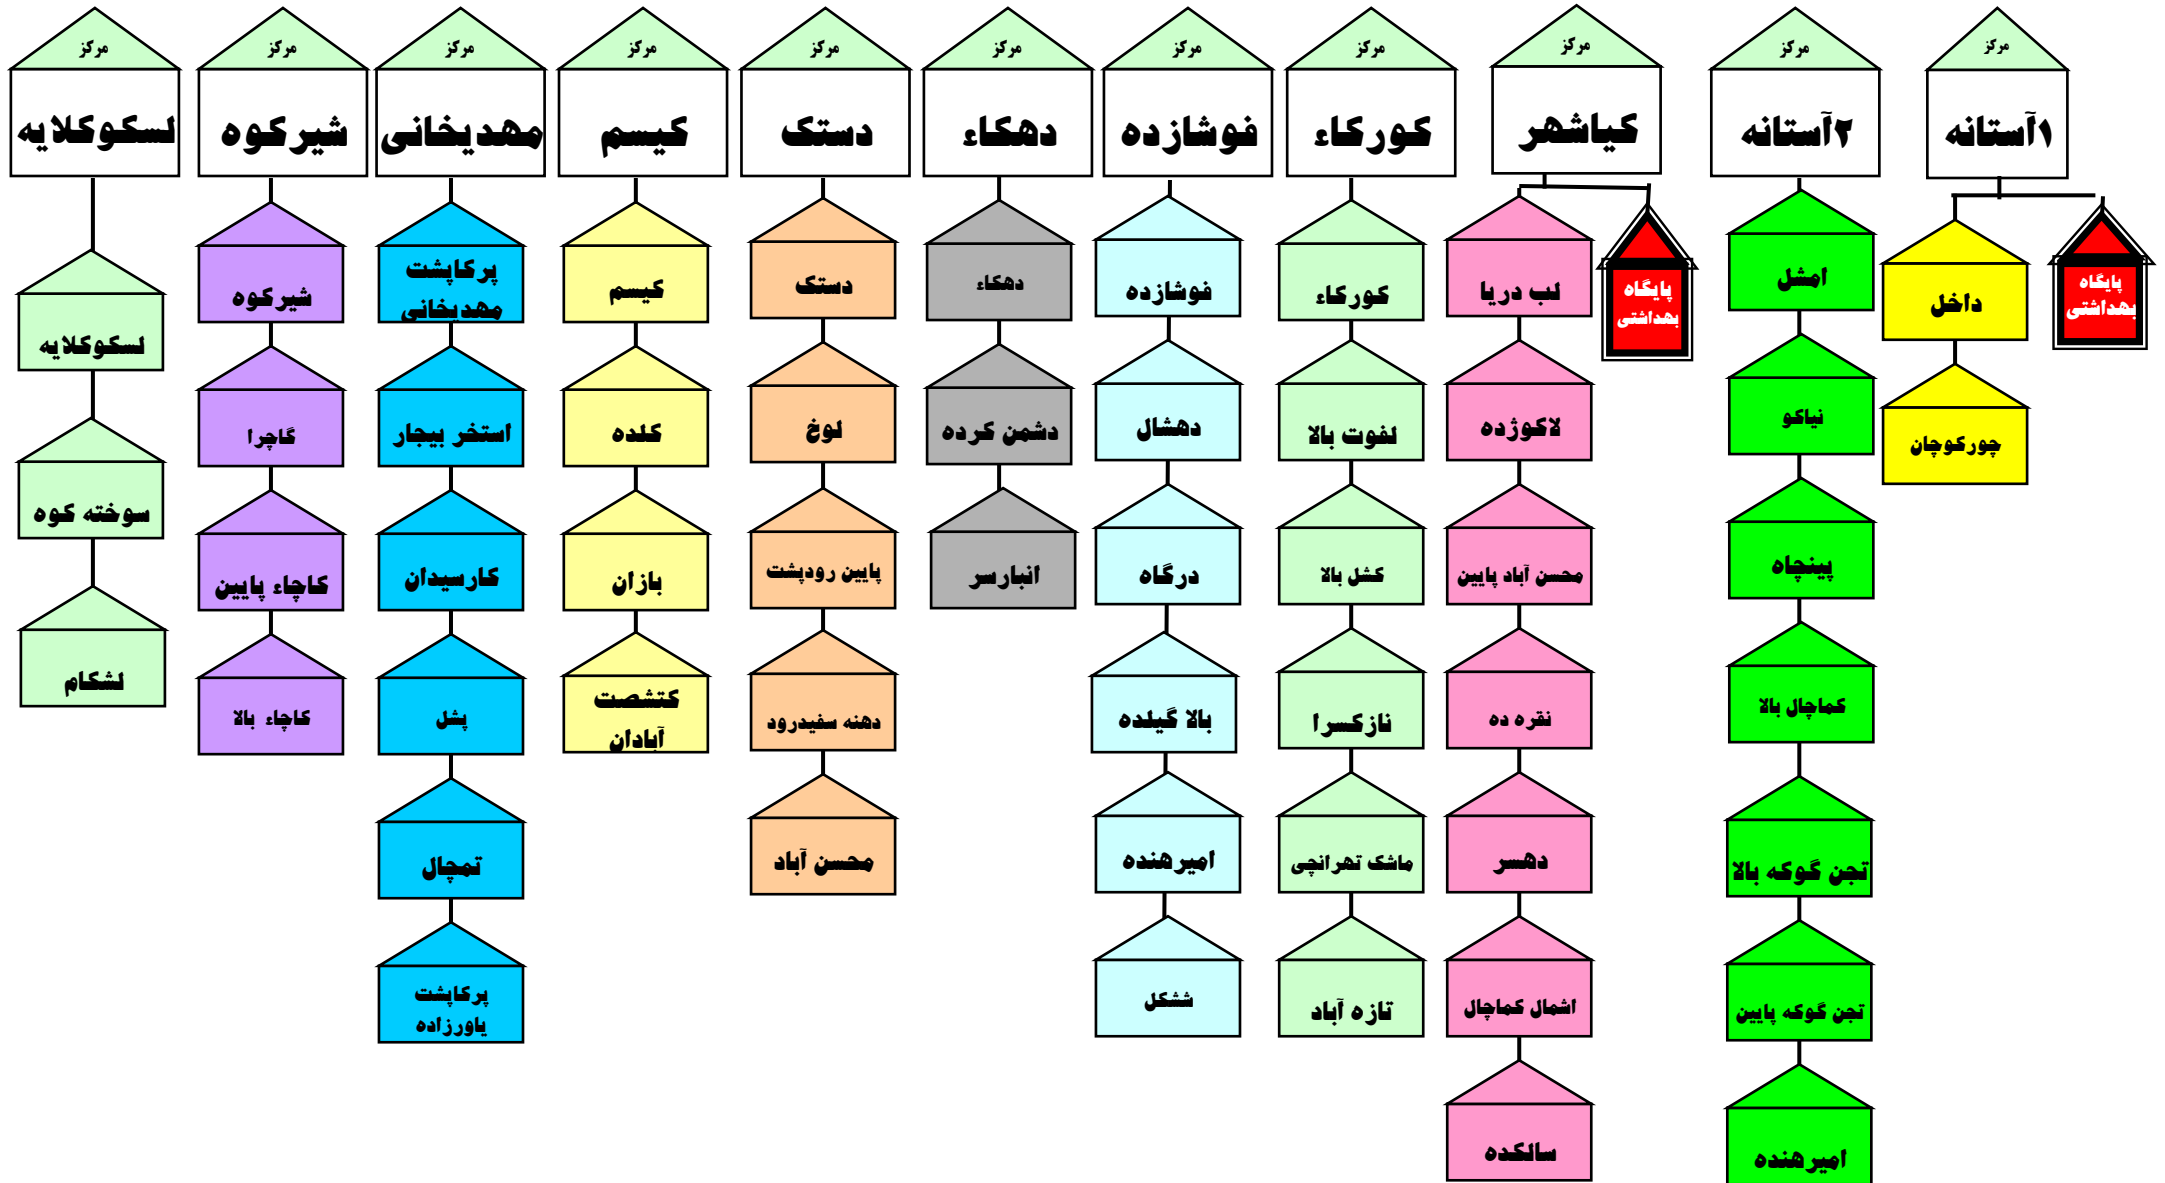 مرکز
آستانه۱
پایگاه
بهداشتی
داخل
چورکوچان
مرکز
آستانه۲
امشل
نیاکو
پینچاه
کماچال بالا
تجن گوکه بالا
تجن گوکه پایین
امیرهنده
مرکز
کیاشهر
پایگاه
بهداشتی
لب دریا
لاکوژده
محسن آباد پایین
نقره ده
دهسر
اشمال کماچال
سالکده
مرکز
کورکاء
کورکاء
لفوت بالا
کشل بالا
نازکسرا
ماشک تهرانچی
تازه آباد
مرکز
فوشازده
فوشازده
دهشال
درگاه
بالا گیلده
امیرهنده
ششکل
مرکز
دهکاء
دهکاء
دشمن کرده
انبارسر
مرکز
دستک
دستک
لوخ
پایین رودپشت
دهنه سفیدرود
محسن آباد
مرکز
کیسم
کیسم
کلده
بازان
کتشصت
آبادان
مرکز
مهدیخانی
پرکاپشت
مهدیخانی
استخر بیجار
کارسیدان
پشل
تمچال
پرکاپشت
یاورزاده
مرکز
شیرکوه
شیرکوه
گاچرا
کاچاء پایین
کاچاء بالا
مرکز
لسکوکلایه
لسکوکلایه
سوخته کوه
لشکام